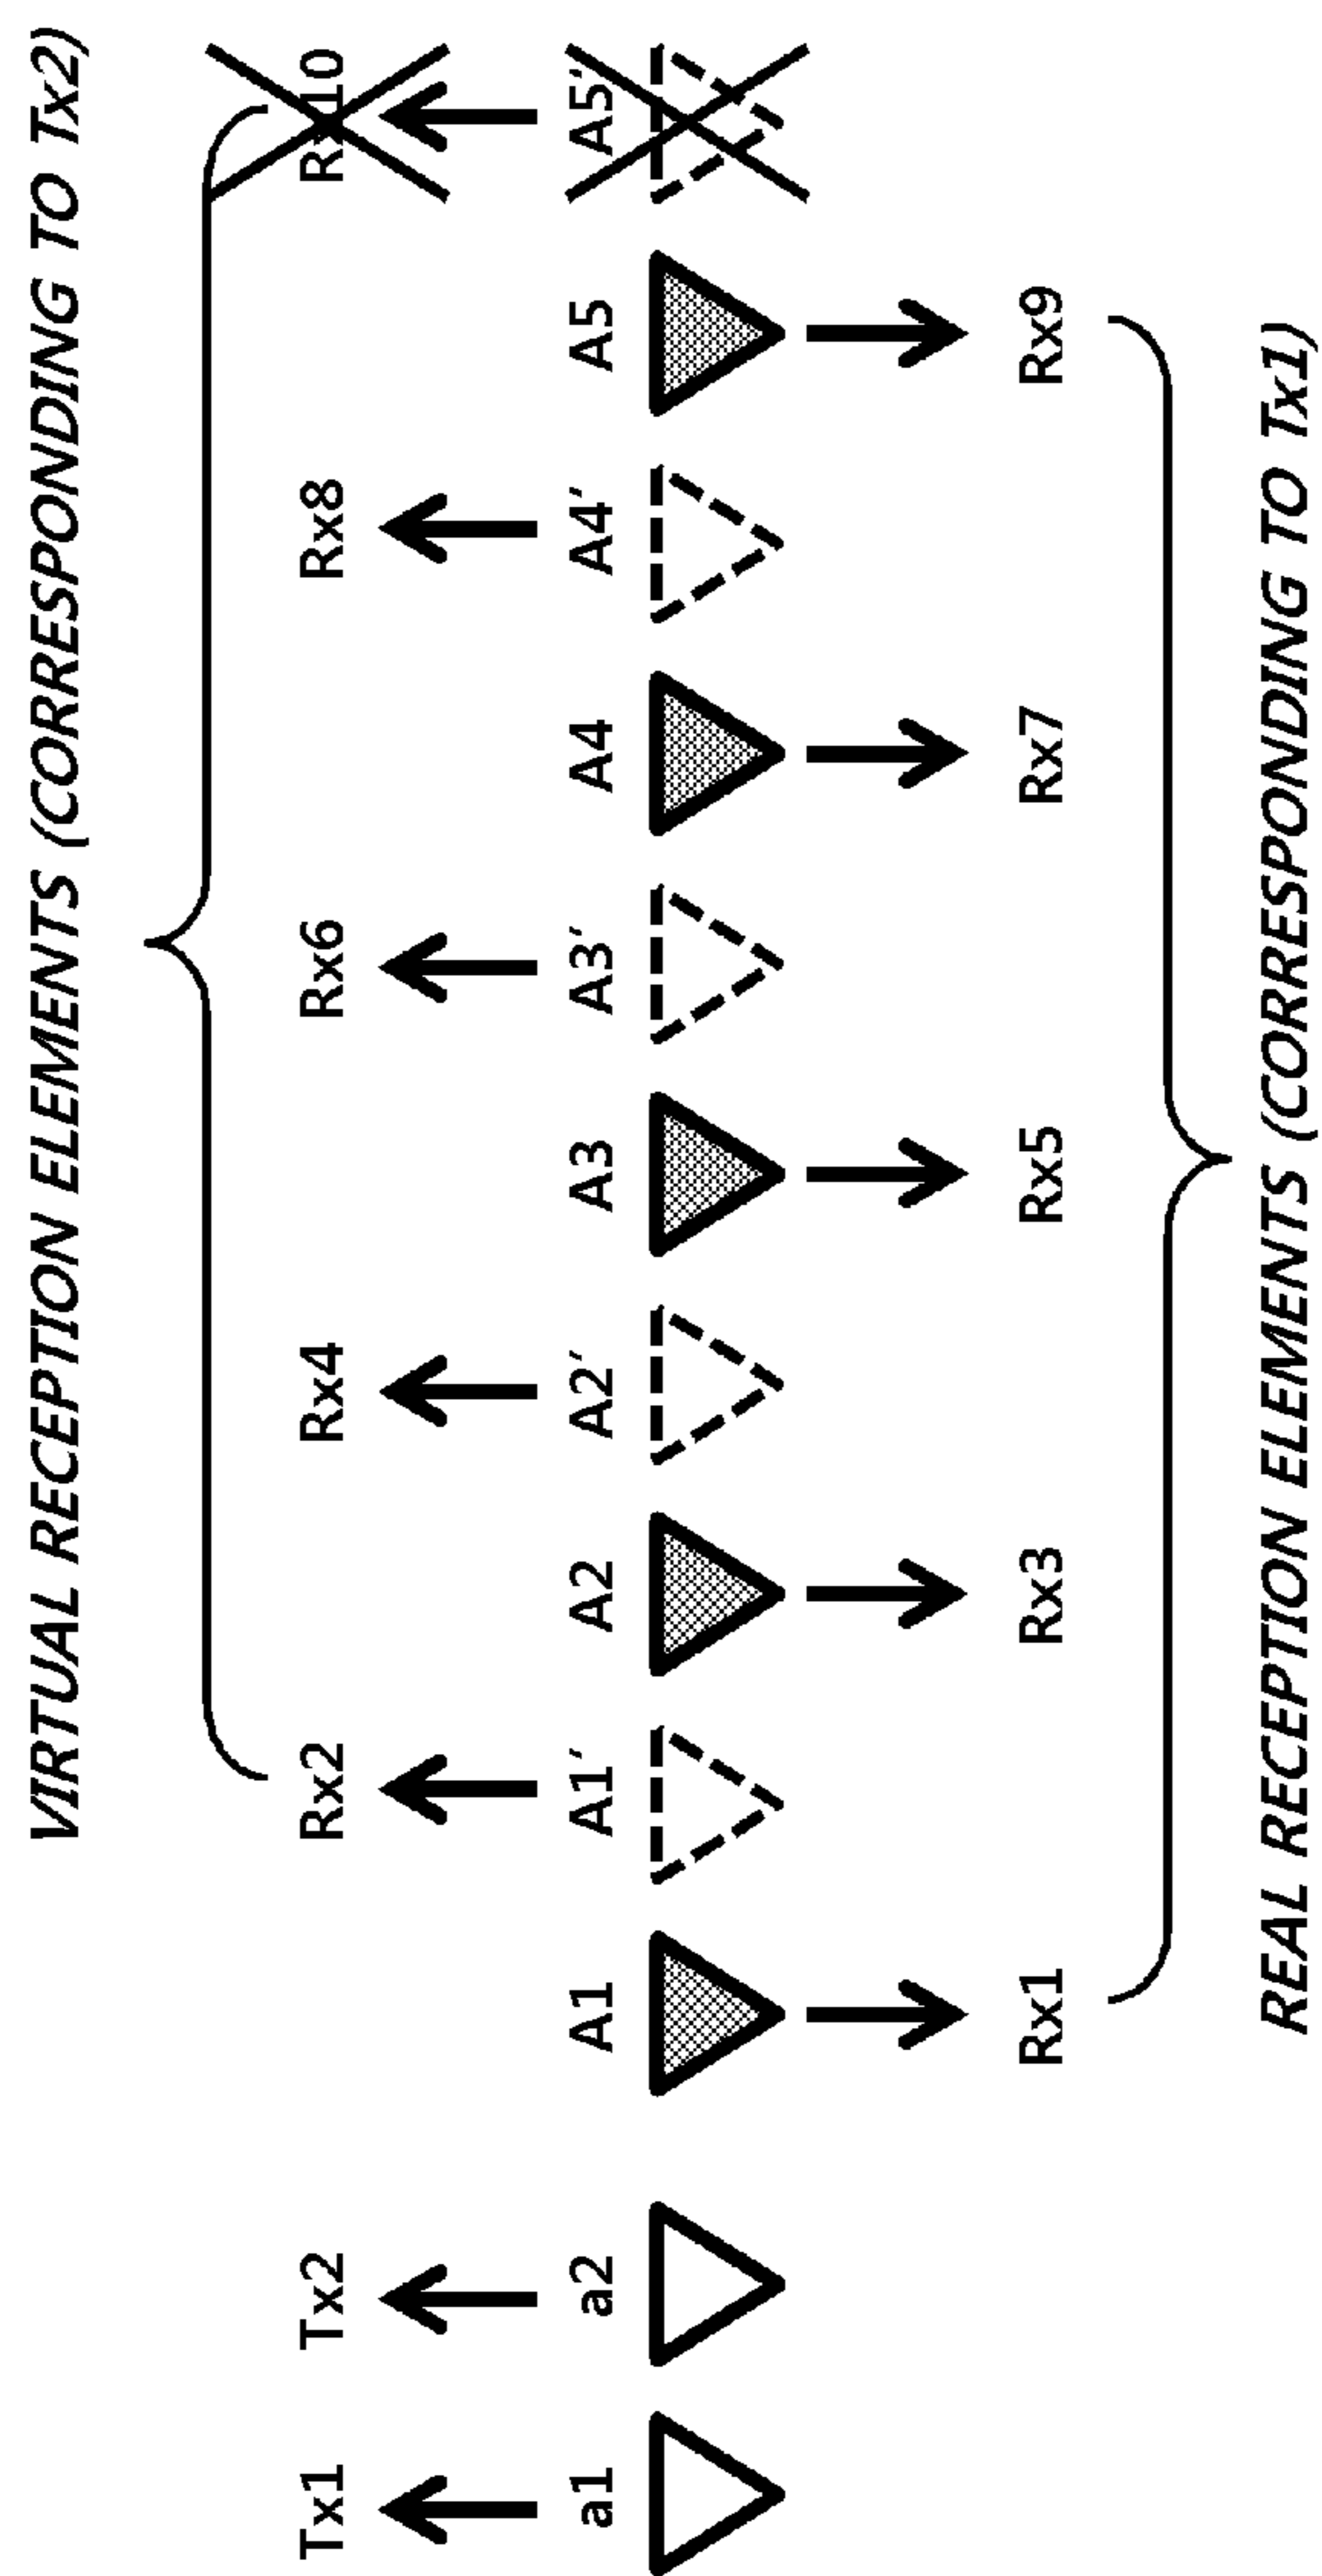 VIRTUAL RECEPTION ELEMENTS (CORRESPONDING TO Tx2)
Tx1 Tx2 Rx2 Rx4 Rx6 Rx8 Rx10
a1 a2 A1 A1' A2 A2' A3 A3' A4 A4' A5 A5'
Rx1 Rx3 Rx5 Rx7 Rx9
REAL RECEPTION ELEMENTS (CORRESPONDING TO Tx1)